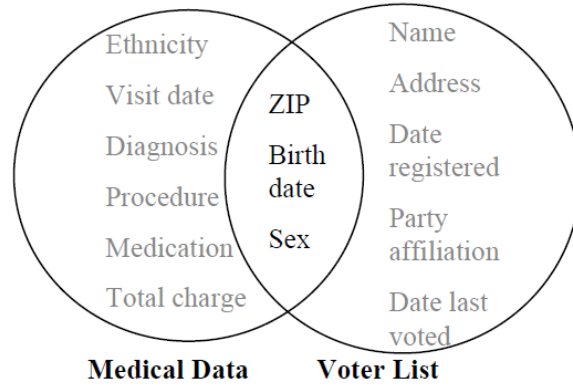 Ethnicity
Visit date
Diagnosis
Procedure
Medication
Total charge
ZIP
Birth
date
Sex
Name
Address
Date
registered
Party
affiliation
Date last
voted
Medical Data
Voter List